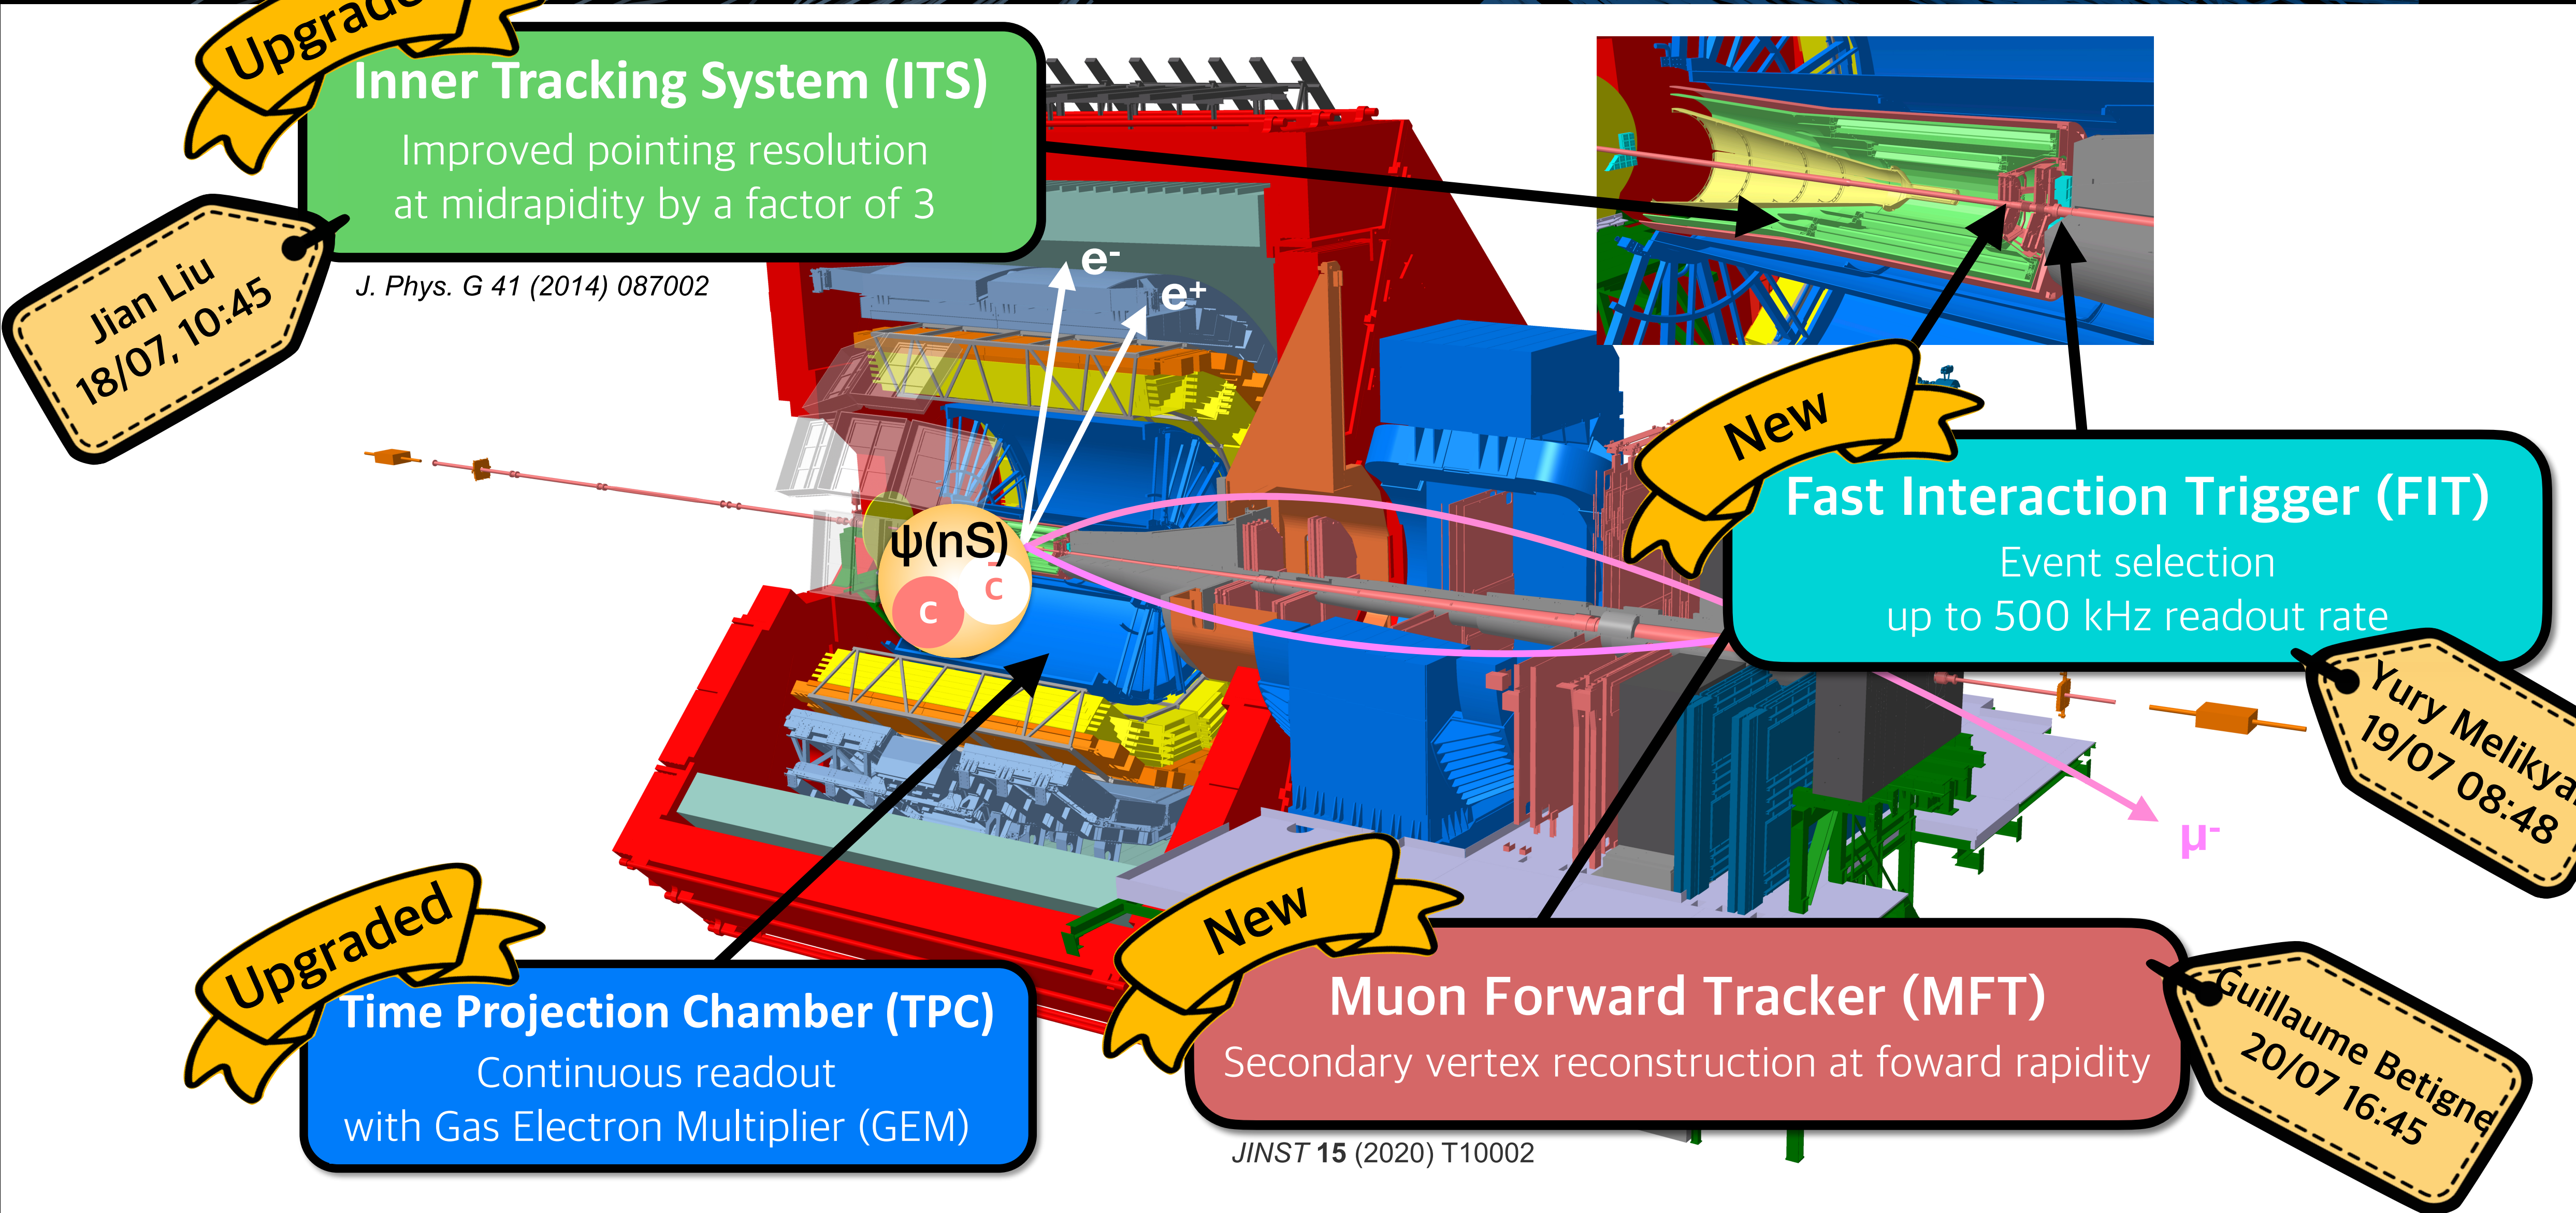 Upgrade
Inner Tracking System (ITS)
Improved pointing resolution
at midrapidity by a factor of 3
Jian Liu
18/07, 10:45
J. Phys. G 41 (2014) 087002
e-
e+
ψ(nS)
c
c̄
New
Fast Interaction Trigger (FIT)
Event selection
up to 500 kHz readout rate
Yury Melikya
19/07 08:48
μ-
Upgraded
Time Projection Chamber (TPC)
Continuous readout
with Gas Electron Multiplier (GEM)
New
Muon Forward Tracker (MFT)
Secondary vertex reconstruction at foward rapidity
Guillaume Betigne
20/07 16:45
JINST 15 (2020) T10002